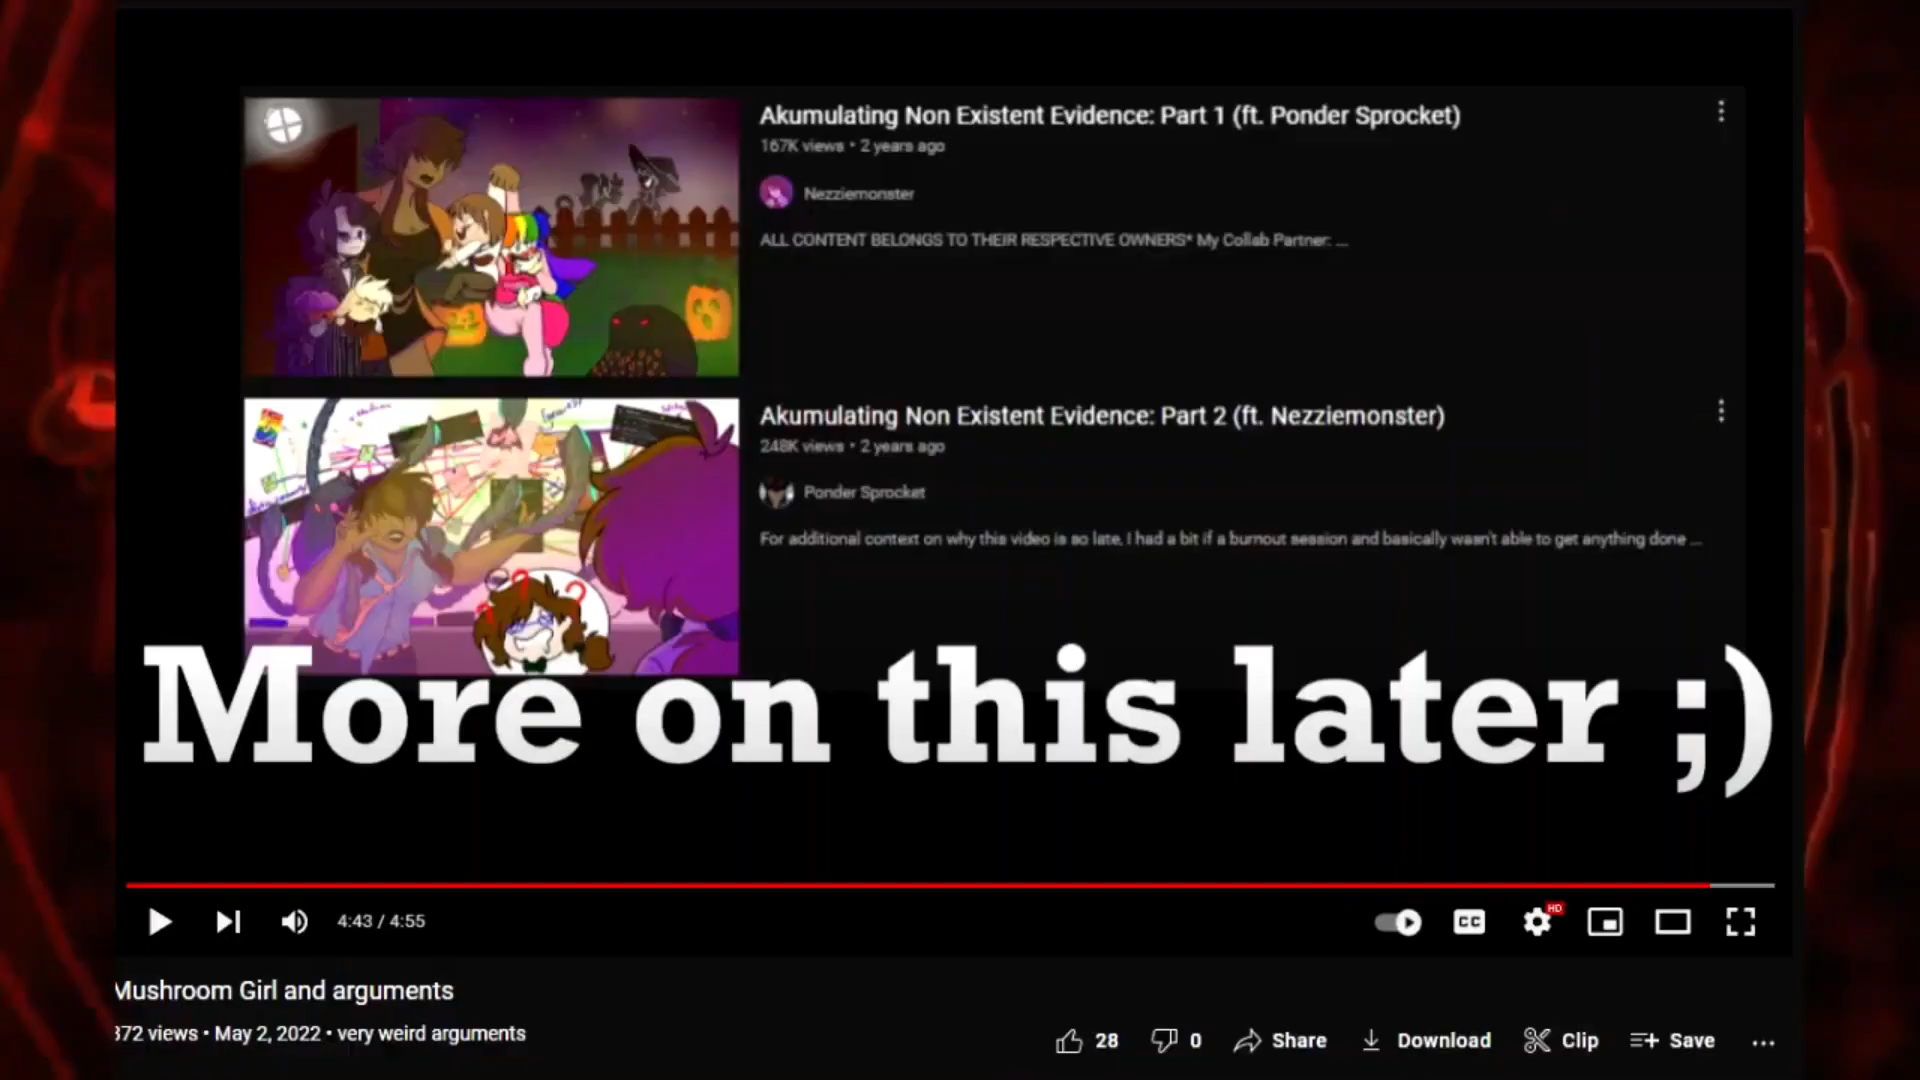 Akumulating Non Existent Evidence: Part 1 (ft. Ponder Sprocket)
167K views • 2 years ago
Nezziemonster
ALL CONTENT BELONGS TO THEIR RESPECTIVE OWNERS* My Collab Partner: ...
Akumulating Non Existent Evidence: Part 2 (ft. Nezziemonster)
248K views • 2 years ago
Ponder Sprocket
For additional context on why this video is so late, I had a bit if a burnout session and basically wasn't able to get anything done ...
More on this later ;)
4:43 / 4:55
CC
HD
Mushroom Girl and arguments
372 views • May 2, 2022 • very weird arguments
28
0
Share
Download
Clip
Save